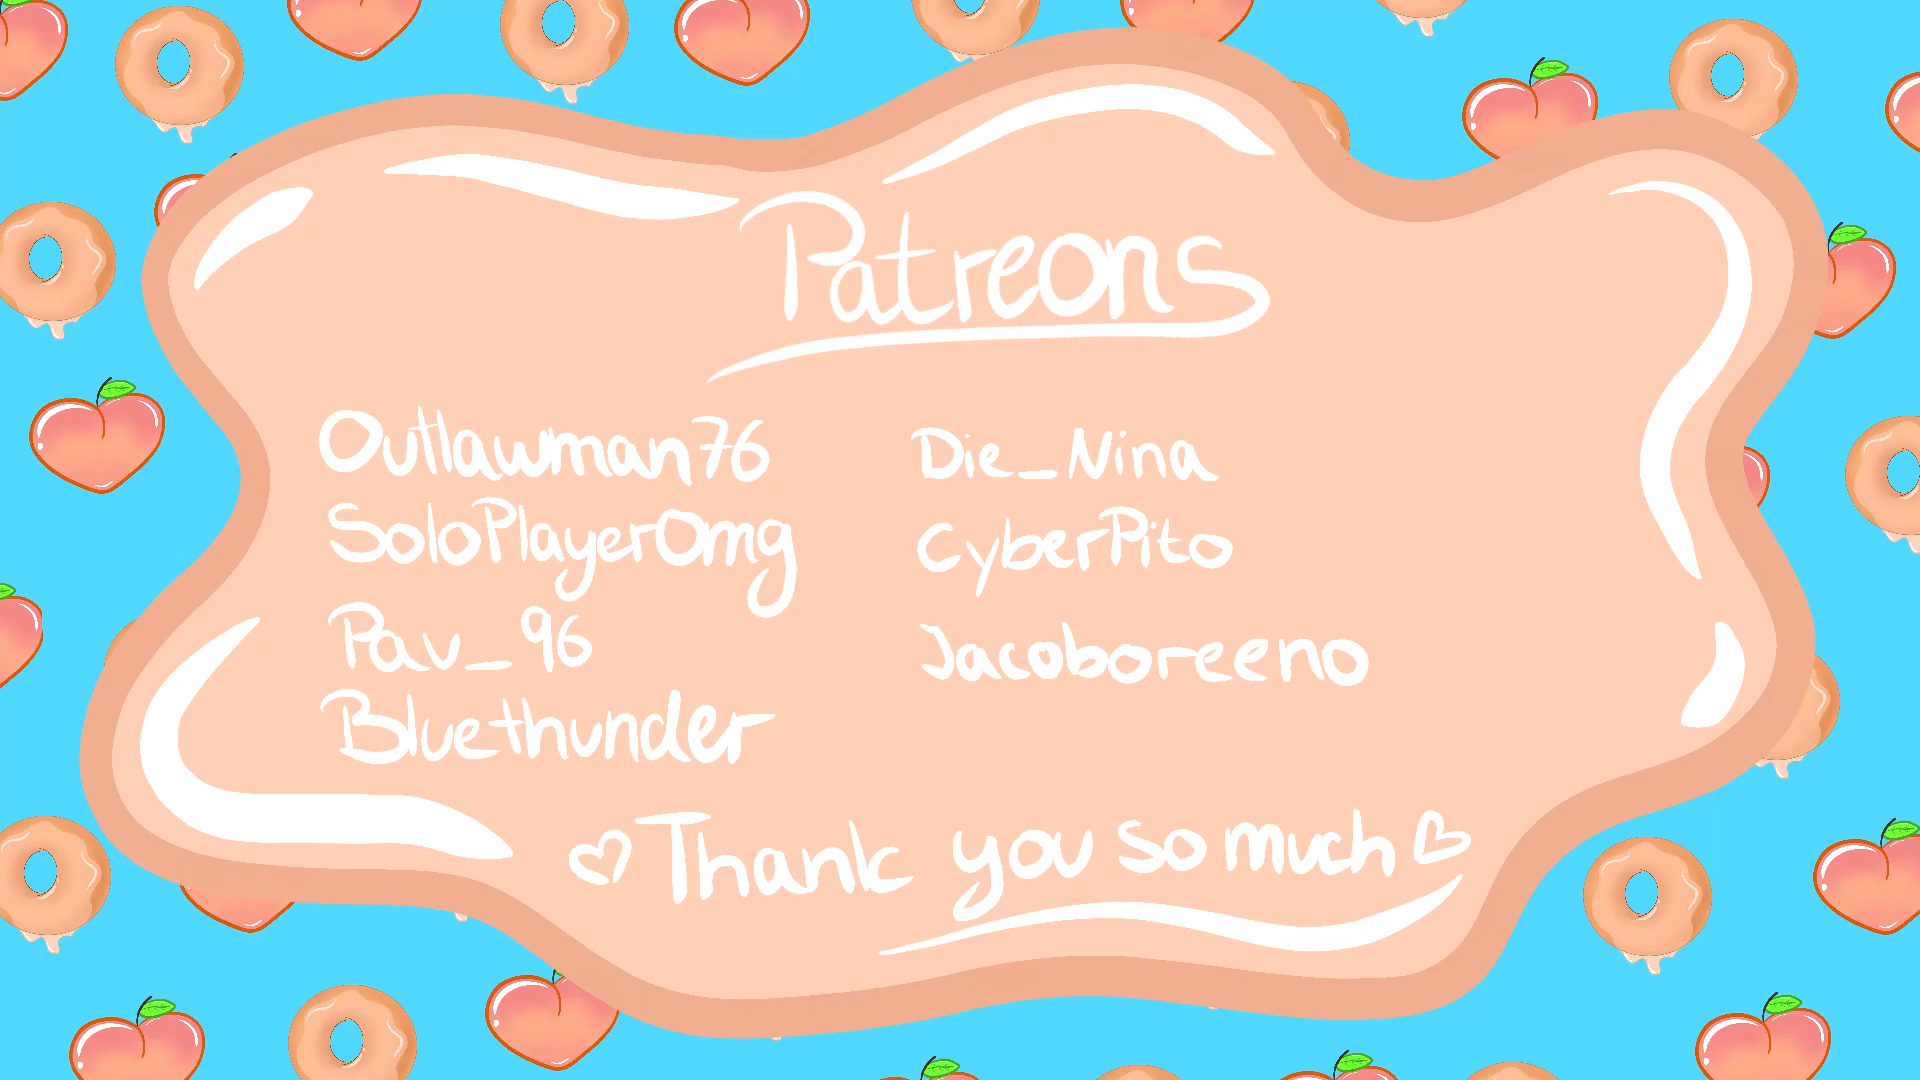 Patreons
Outlawman76
SoloPlayerOmg
Pav_96
Bluethunder
Die_Nina
CyberPito
Jacoboreeno
♡Thank you so much♡